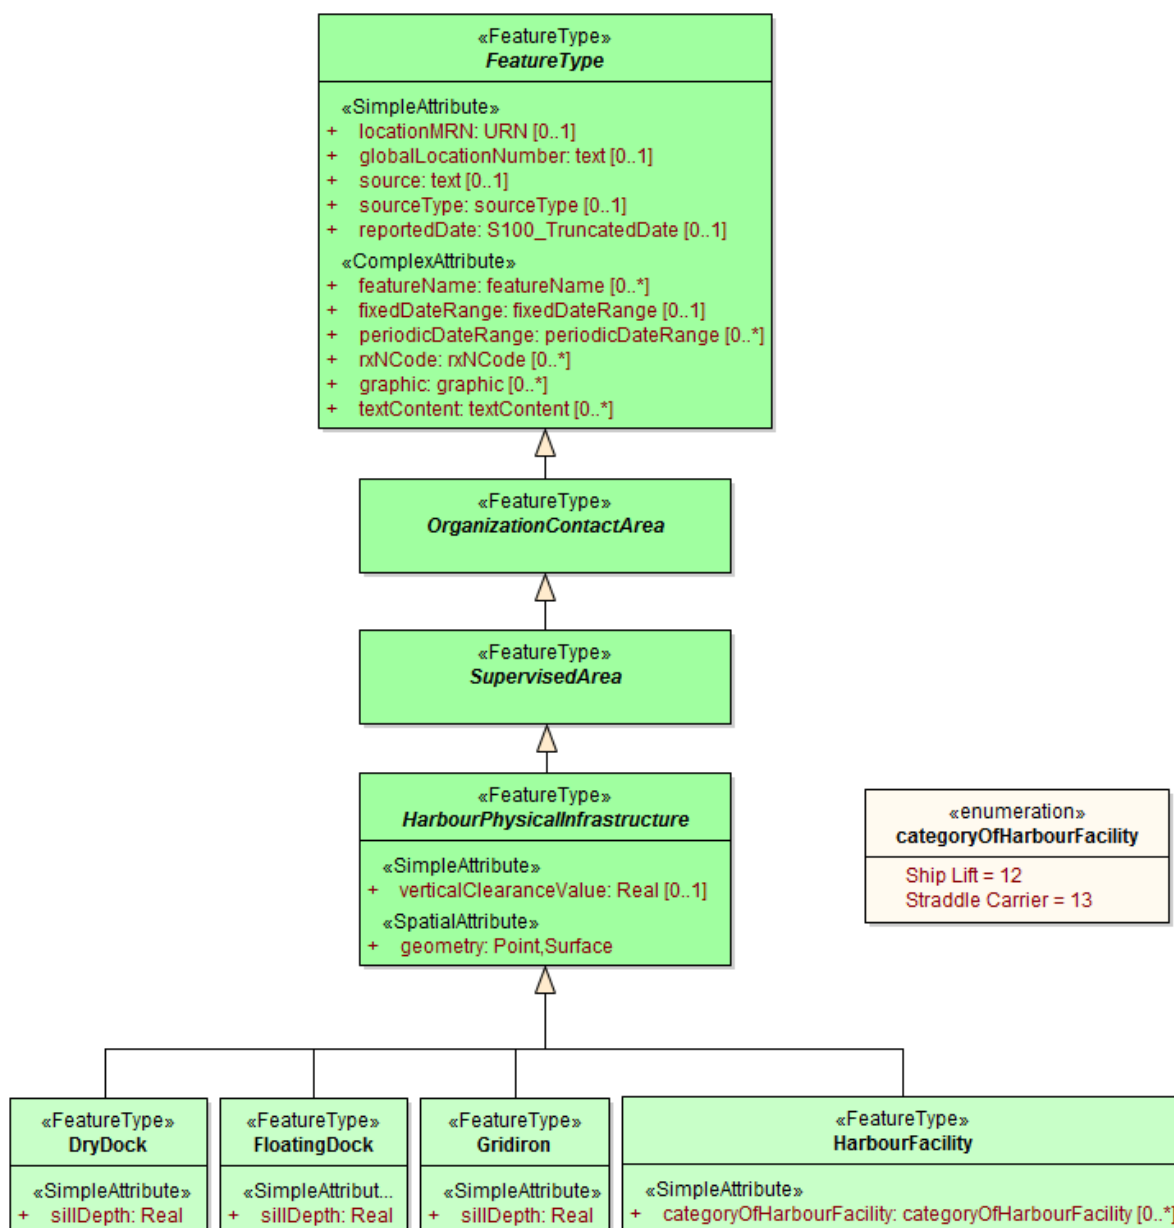 «FeatureType»
FeatureType
«SimpleAttribute»
+ locationMRN: URN [0..1]
+ globalLocationNumber: text [0..1]
+ source: text [0..1]
+ sourceType: sourceType [0..1]
+ reportedDate: S100_TruncatedDate [0..1]
«ComplexAttribute»
+ featureName: featureName [0..*]
+ fixedDateRange: fixedDateRange [0..1]
+ periodicDateRange: periodicDateRange [0..*]
+ rxNCode: rxNCode [0..*]
+ graphic: graphic [0..*]
+ textContent: textContent [0..*]
«FeatureType»
OrganizationContactArea
«FeatureType»
SupervisedArea
«FeatureType»
HarbourPhysicalInfrastructure
«SimpleAttribute»
+ verticalClearanceValue: Real [0..1]
«SpatialAttribute»
+ geometry: Point,Surface
«enumeration»
categoryOfHarbourFacility
Ship Lift = 12
Straddle Carrier = 13
«FeatureType»
DryDock
«SimpleAttribute»
+ sillDepth: Real
«FeatureType»
FloatingDock
«SimpleAttribut...
+ sillDepth: Real
«FeatureType»
Gridiron
«SimpleAttribute»
+ sillDepth: Real
«FeatureType»
HarbourFacility
«SimpleAttribute»
+ categoryOfHarbourFacility: categoryOfHarbourFacility [0..*